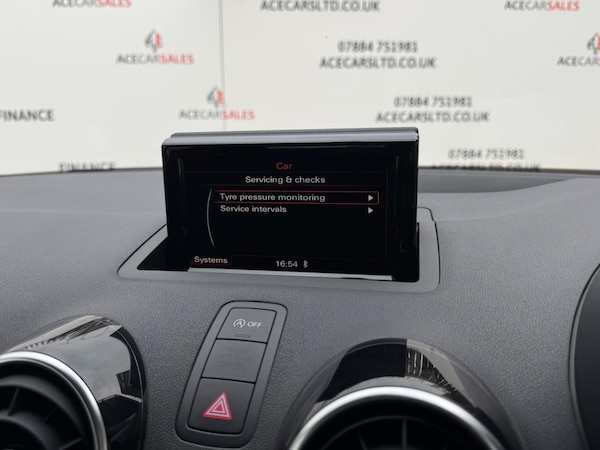 ACECARSALES
ACECARSLTD.CO.UK
07884 751981
ACECARSALES
ACECARSLTD.CO.UK
ACECARSALES
07884 751981
ACECARSALES
ACECARSLTD.CO.UK
FINANCE
07884 751981
FINANCE
Car
Servicing & checks
Tyre pressure monitoring
Service intervals
Systems
16:54
OFF